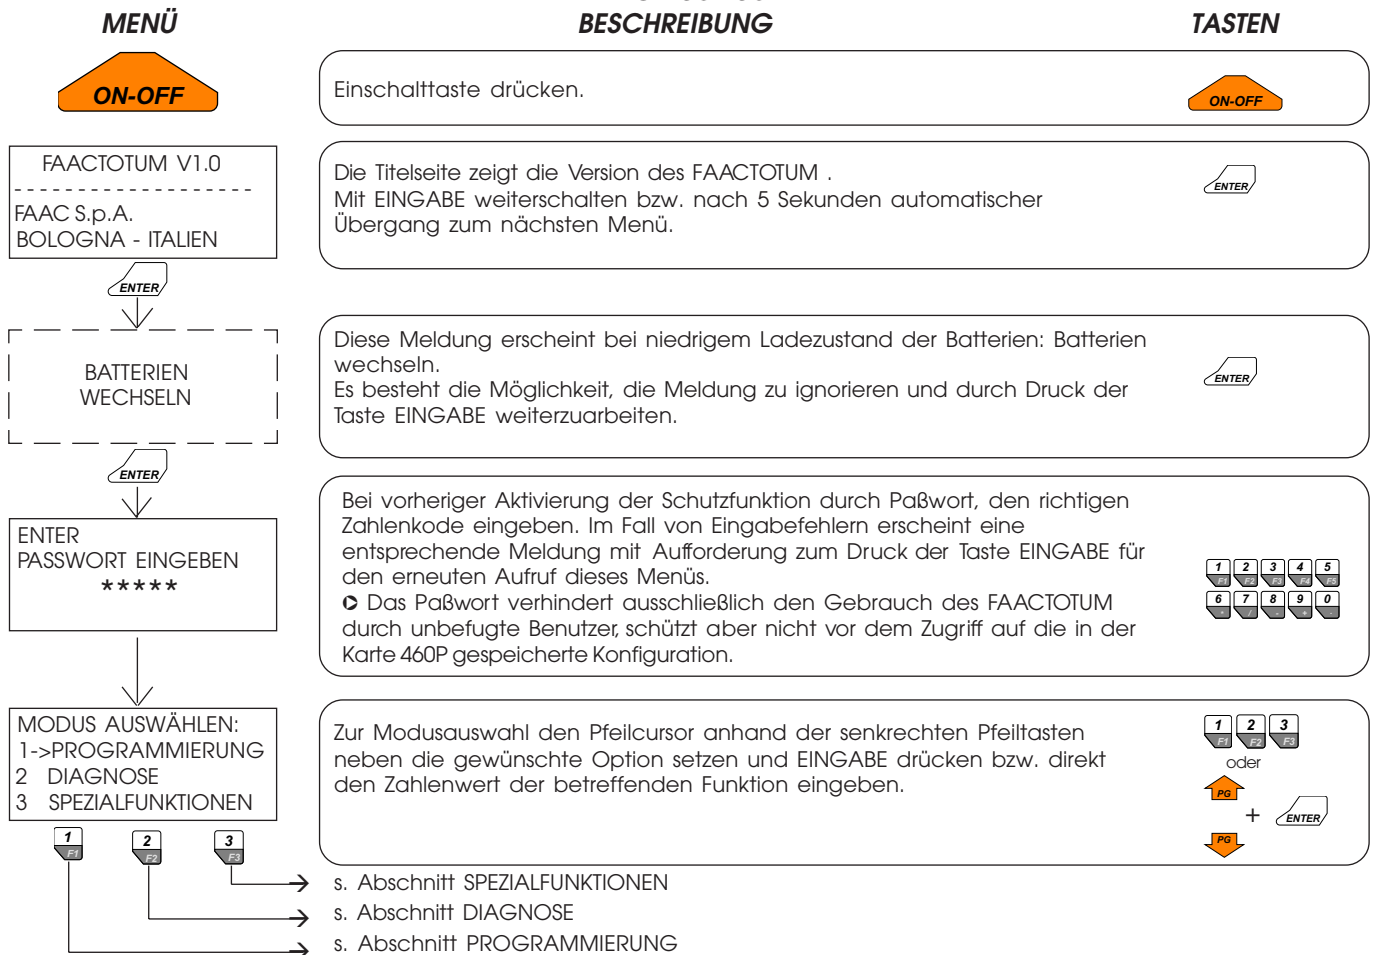 MENÜ BESCHREIBUNG TASTEN
ON-OFF
Einschalttaste drücken.
ON-OFF
FAACTOTUM V1.0
- - - - - - - - - - - - - - - - - - - -
FAAC S.p.A.
BOLOGNA - ITALIEN
Die Titelseite zeigt die Version des FAACTOTUM .
Mit EINGABE weiterschalten bzw. nach 5 Sekunden automatischer
Übergang zum nächsten Menü.
ENTER
ENTER
BATTERIEN
WECHSELN
Diese Meldung erscheint bei niedrigem Ladezustand der Batterien: Batterien
wechseln.
Es besteht die Möglichkeit, die Meldung zu ignorieren und durch Druck der
Taste EINGABE weiterzuarbeiten.
ENTER
ENTER
ENTER
PASSWORT EINGEBEN
*****
Bei vorheriger Aktivierung der Schutzfunktion durch Paßwort, den richtigen
Zahlenkode eingeben. Im Fall von Eingabefehlern erscheint eine
entsprechende Meldung mit Aufforderung zum Druck der Taste EINGABE für
den erneuten Aufruf dieses Menüs.
Das Paßwort verhindert ausschließlich den Gebrauch des FAACTOTUM
durch unbefugte Benutzer, schützt aber nicht vor dem Zugriff auf die in der
Karte 460P gespeicherte Konfiguration.
1 2 3 4 5
F1 F2 F3 F4 F5
6 7 8 9 0
* / - +
MODUS AUSWÄHLEN:
1->PROGRAMMIERUNG
2 DIAGNOSE
3 SPEZIALFUNKTIONEN
Zur Modusauswahl den Pfeilcursor anhand der senkrechten Pfeiltasten
neben die gewünschte Option setzen und EINGABE drücken bzw. direkt
den Zahlenwert der betreffenden Funktion eingeben.
1 2 3
F1 F2 F3
oder
PG
+ ENTER
PG
1 2 3
F1 F2 F3
s. Abschnitt SPEZIALFUNKTIONEN
s. Abschnitt DIAGNOSE
s. Abschnitt PROGRAMMIERUNG